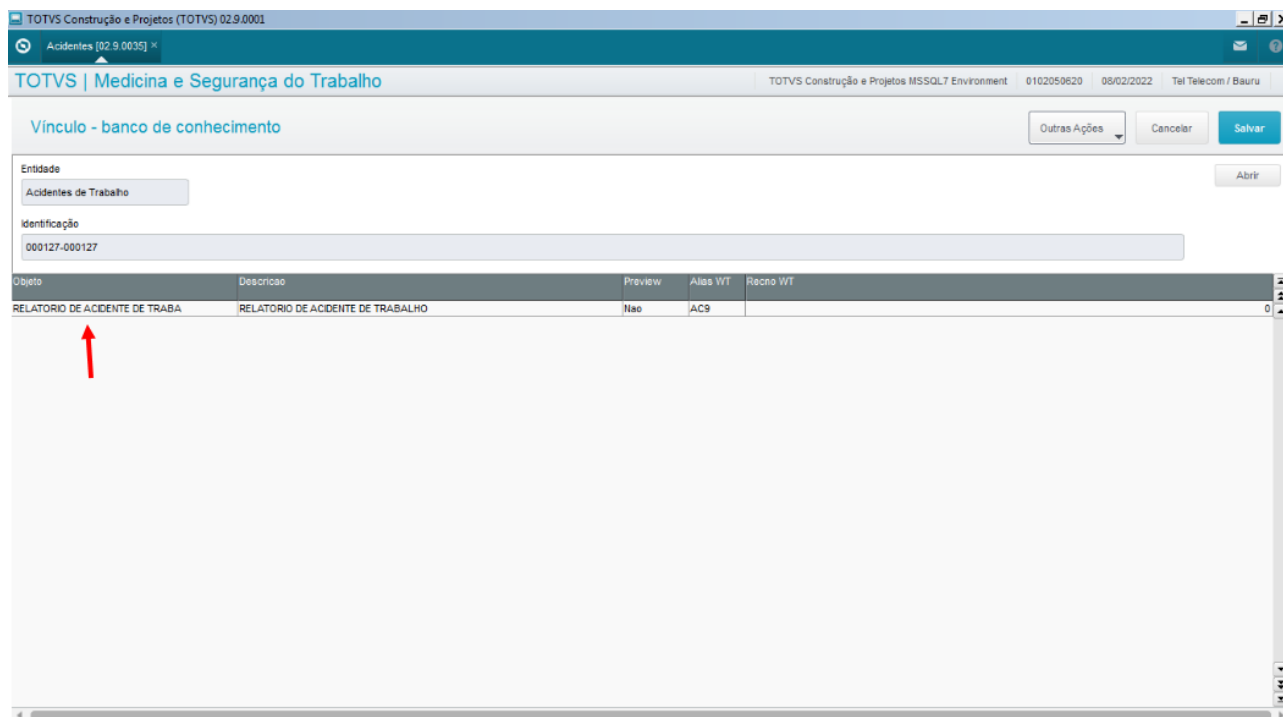 TOTVS Construção e Projetos (TOTVS) 02.9.0001
Acidentes [02.9.0035] ×
TOTVS | Medicina e Segurança do Trabalho
TOTVS Construção e Projetos MSSQL7 Environment 0102050620 08/02/2022 Tel Telecom / Bauru
Vínculo - banco de conhecimento
Outras Ações Cancelar Salvar
Entidade
Abrir
Acidentes de Trabalho
Identificação
000127-000127
Objeto Descricao Preview Alias WT Recno WT
RELATORIO DE ACIDENTE DE TRABA RELATORIO DE ACIDENTE DE TRABALHO Nao AC9 0